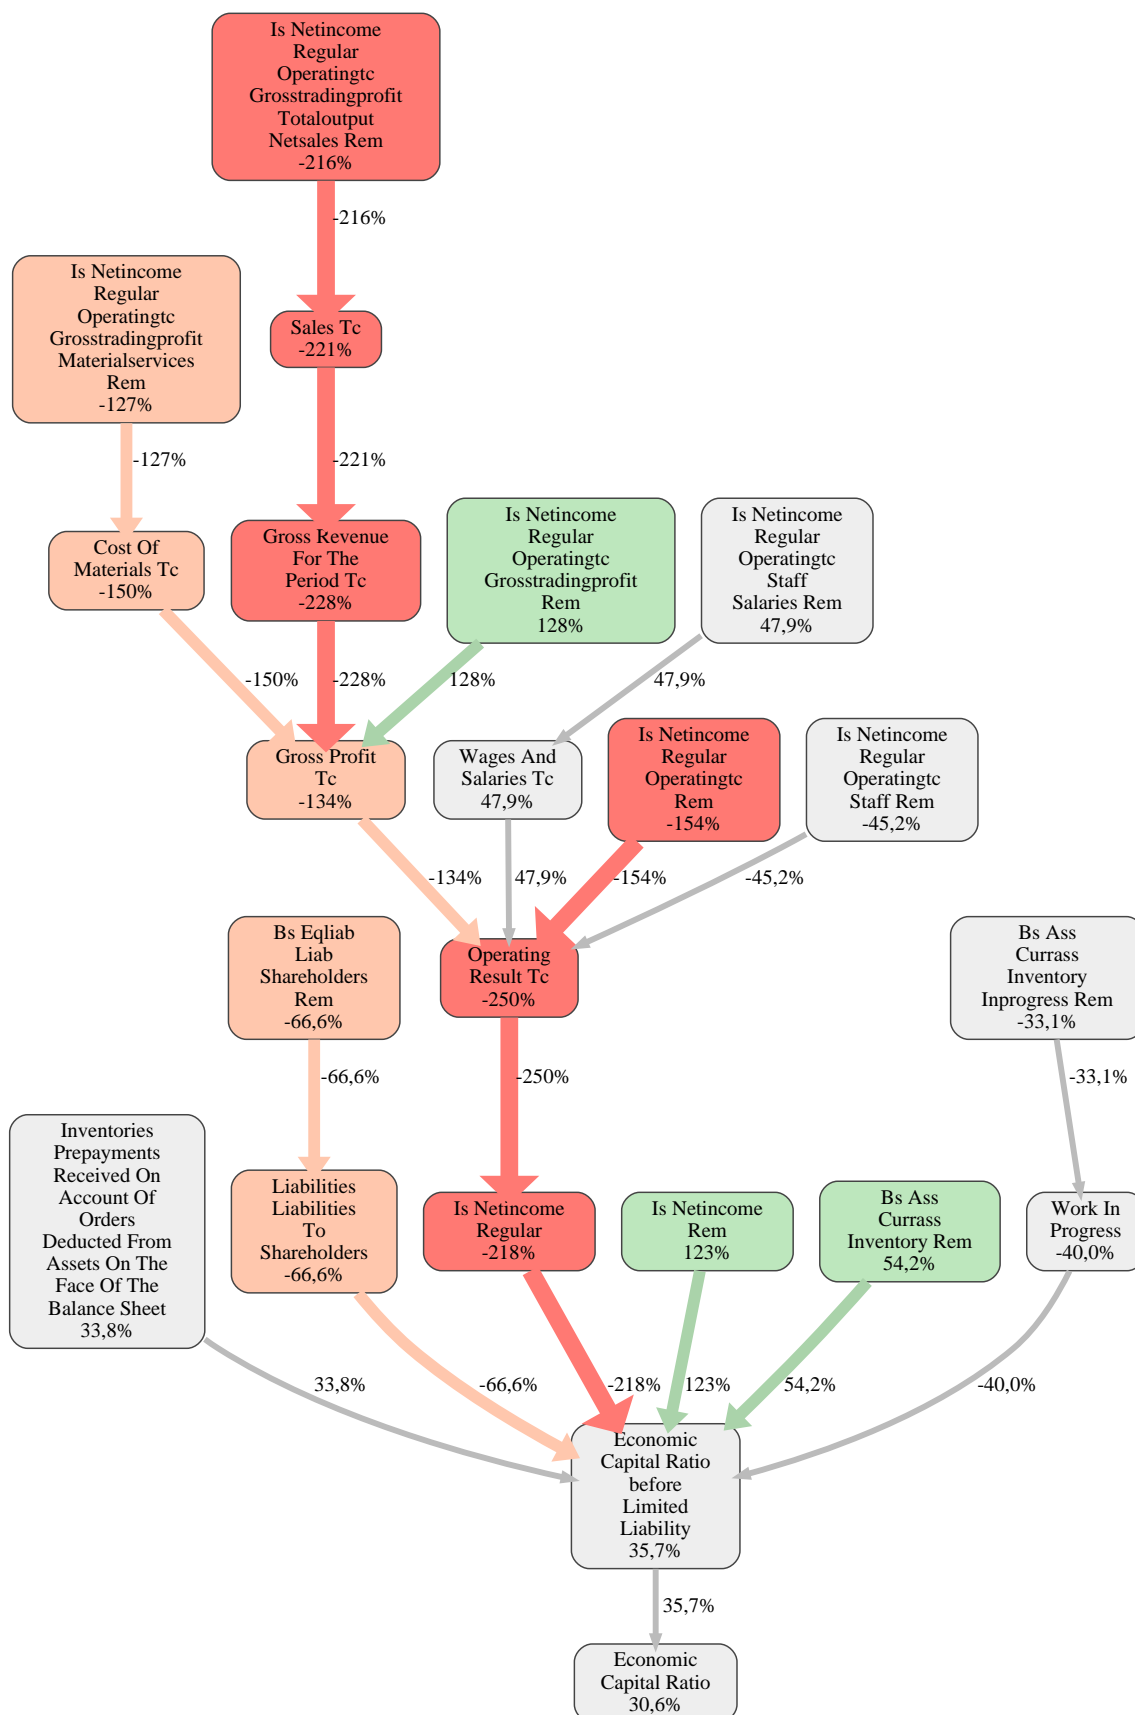 Is Netincome
Regular
Operatingtc
Grosstradingprofit
Totaloutput
Netsales Rem
-216%
-216%
Is Netincome
Regular
Operatingtc
Grosstradingprofit
Materialservices
Rem
-127%
Sales Tc
-221%
-127%
-221%
Cost Of
Materials Tc
-150%
Gross Revenue
For The
Period Tc
-228%
Is Netincome
Regular
Operatingtc
Grosstradingprofit
Rem
128%
Is Netincome
Regular
Operatingtc
Staff
Salaries Rem
47,9%
-150%
-228%
128%
47,9%
Gross Profit
Tc
-134%
Wages And
Salaries Tc
47,9%
Is Netincome
Regular
Operatingtc
Rem
-154%
Is Netincome
Regular
Operatingtc
Staff Rem
-45,2%
-134%
47,9%
-154%
-45,2%
Bs Eqliab
Liab
Shareholders
Rem
-66,6%
Operating
Result Tc
-250%
Bs Ass
Currass
Inventory
Inprogress Rem
-33,1%
-66,6%
-250%
-33,1%
Inventories
Prepayments
Received On
Account Of
Orders
Deducted From
Assets On The
Face Of The
Balance Sheet
33,8%
Liabilities
Liabilities
To
Shareholders
-66,6%
Is Netincome
Regular
-218%
Is Netincome
Rem
123%
Bs Ass
Currass
Inventory Rem
54,2%
Work In
Progress
-40,0%
33,8%
-66,6%
-218%
123%
54,2%
-40,0%
Economic
Capital Ratio
before
Limited
Liability
35,7%
35,7%
Economic
Capital Ratio
30,6%